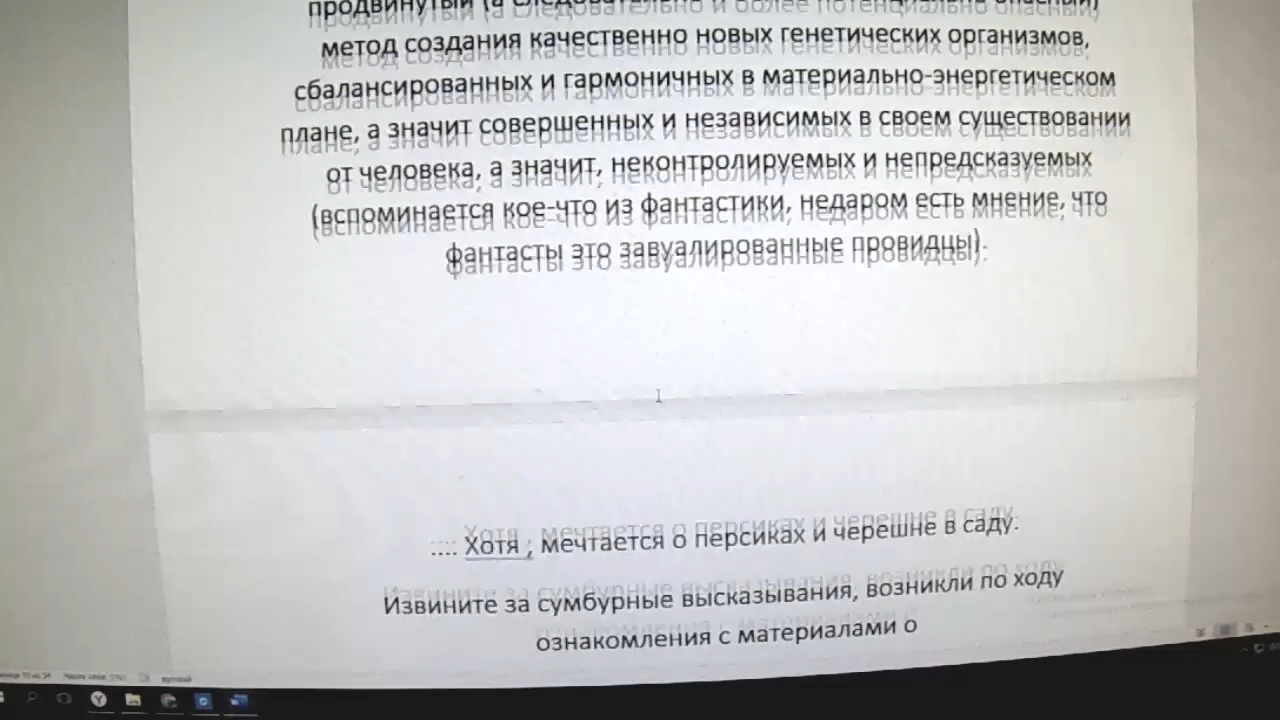 продвинутый (а следовательно и более потенциально опасный)
метод создания качественно новых генетических организмов,
сбалансированных и гармоничных в материально-энергетическом
плане, а значит совершенных и независимых в своем существовании
от человека, а значит, неконтролируемых и непредсказуемых
(вспоминается кое-что из фантастики, недаром есть мнение, что
фантасты это завуалированные провидцы).
.... Хотя , мечтается о персиках и черешне в саду.
Извините за сумбурные высказывания, возникли по ходу
ознакомления с материалами о